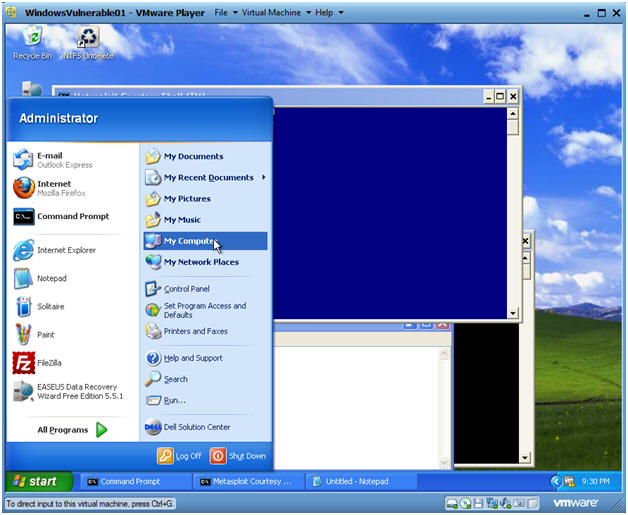 WindowsVulnerable01 - VMware Player File Virtual Machine Help
Recycle Bin
NTFS Undelete
Metasploit Courtesy Shell (TM)
Administrator
E-mail
Outlook Express
Internet
Mozilla Firefox
Command Prompt
Internet Explorer
Notepad
Solitaire
Paint
FileZilla
EASEUS Data Recovery
Wizard Free Edition 5.5.1
All Programs
My Documents
My Recent Documents
My Pictures
My Music
My Computer
My Network Places
Control Panel
Set Program Access and
Defaults
Printers and Faxes
Help and Support
Search
Run...
Dell Solution Center
Log Off
Shut Down
start
Command Prompt
Metasploit Courtesy ...
Untitled - Notepad
9:30 PM
To direct input to this virtual machine, press Ctrl+G.
vmware